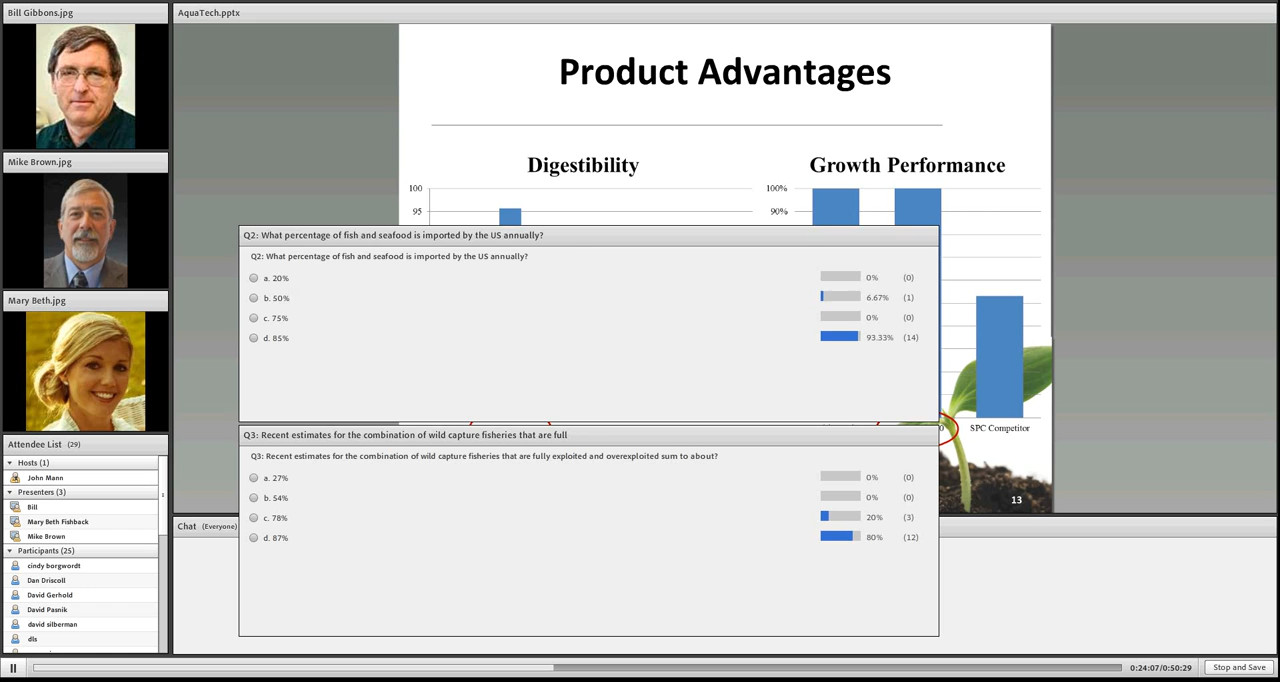 Bill Gibbons.jpg
Mike Brown.jpg
Mary Beth.jpg
Attendee List (29)
Hosts (1)
John Mann
Presenters (3)
Bill
Mary Beth Fishback
Mike Brown
Participants (25)
cindy borgwordt
Dan Driscoll
David Gerhold
David Pasnik
david silberman
dls
AquaTech.pptx
Product Advantages
Digestibility
100
95
Growth Performance
100%
90%
SPC Competitor
13
Q2: What percentage of fish and seafood is imported by the US annually?
Q2: What percentage of fish and seafood is imported by the US annually?
a. 20% 0% (0)
b. 50% 6.67% (1)
c. 75% 0% (0)
d. 85% 93.33% (14)
Q3: Recent estimates for the combination of wild capture fisheries that are full
Q3: Recent estimates for the combination of wild capture fisheries that are fully exploited and overexploited sum to about?
a. 27% 0% (0)
b. 54% 0% (0)
c. 78% 20% (3)
d. 87% 80% (12)
Chat (Everyone)
0:24:07/0:50:29
Stop and Save